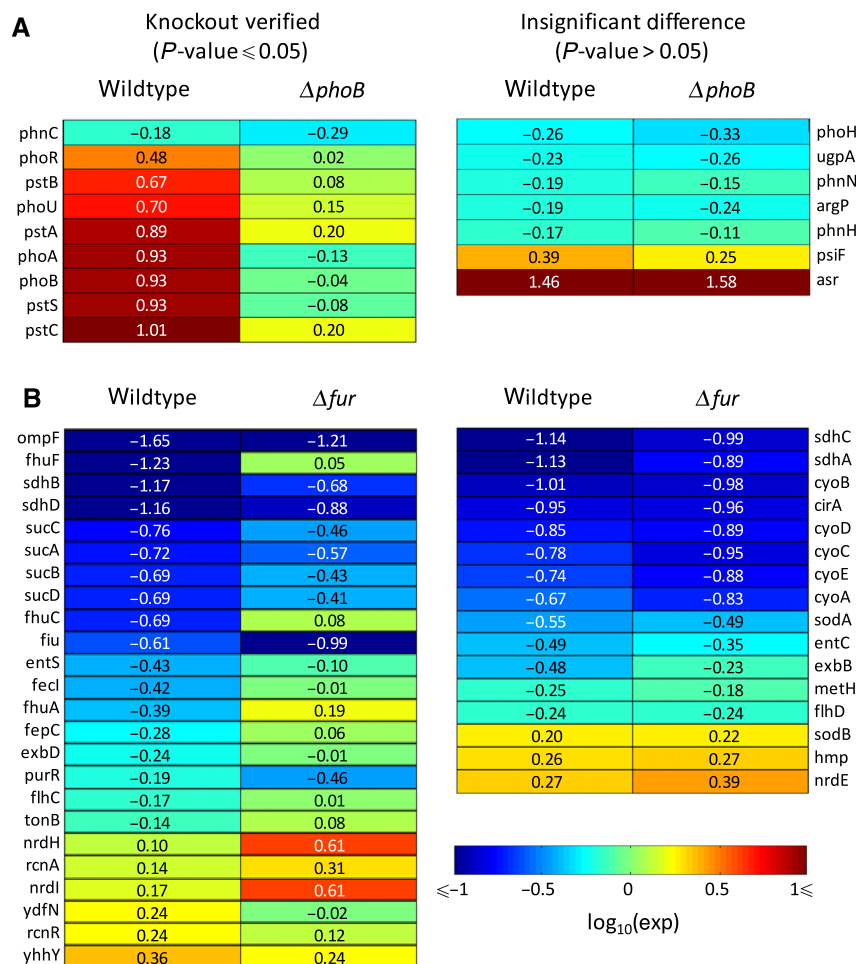 A
Knockout verified
(P-value ⩽ 0.05)
Insignificant difference
(P-value > 0.05)
Wildtype ΔphoB
Wildtype ΔphoB
phnC −0.18 −0.29
phoR 0.48 0.02
pstB 0.67 0.08
phoU 0.70 0.15
pstA 0.89 0.20
phoA 0.93 −0.13
phoB 0.93 −0.04
pstS 0.93 −0.08
pstC 1.01 0.20
−0.26 −0.33 phoH
−0.23 −0.26 ugpA
−0.19 −0.15 phnN
−0.19 −0.24 argP
−0.17 −0.11 phnH
0.39 0.25 psiF
1.46 1.58 asr
B
Wildtype Δfur
Wildtype Δfur
ompF −1.65 −1.21
fhuF −1.23 0.05
sdhB −1.17 −0.68
sdhD −1.16 −0.88
sucC −0.76 −0.46
sucA −0.72 −0.57
sucB −0.69 −0.43
sucD −0.69 −0.41
fhuC −0.69 0.08
fiu −0.61 −0.99
entS −0.43 −0.10
fecI −0.42 −0.01
fhuA −0.39 0.19
fepC −0.28 0.06
exbD −0.24 −0.01
purR −0.19 −0.46
flhC −0.17 0.01
tonB −0.14 0.08
nrdH 0.10 0.61
rcnA 0.14 0.31
nrdI 0.17 0.61
ydfN 0.24 −0.02
rcnR 0.24 0.12
yhhY 0.36 0.24
−1.14 −0.99 sdhC
−1.13 −0.89 sdhA
−1.01 −0.98 cyoB
−0.95 −0.96 cirA
−0.85 −0.89 cyoD
−0.78 −0.95 cyoC
−0.74 −0.88 cyoE
−0.67 −0.83 cyoA
−0.55 −0.49 sodA
−0.49 −0.35 entC
−0.48 −0.23 exbB
−0.25 −0.18 metH
−0.24 −0.24 flhD
0.20 0.22 sodB
0.26 0.27 hmp
0.27 0.39 nrdE
⩽−1 −0.5 0 0.5 1⩽
log10(exp)